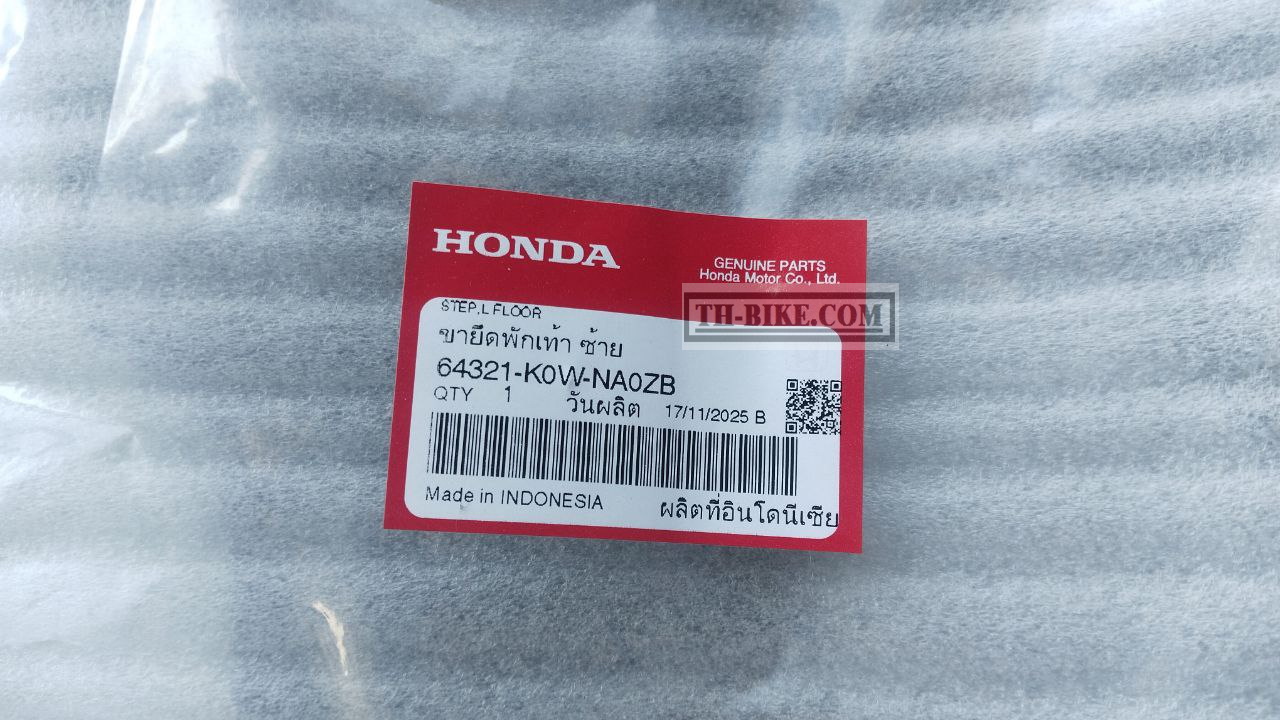 HONDA
GENUINE PARTS
Honda Motor Co., Ltd.
TH-BIKE.COM
STEP,L FLOOR
ขายึดพักเท้า ซ้าย
64321-K0W-NA0ZB
QTY 1 วันผลิต 17/11/2025 B
Made in INDONESIA ผลิตที่อินโดนีเซีย